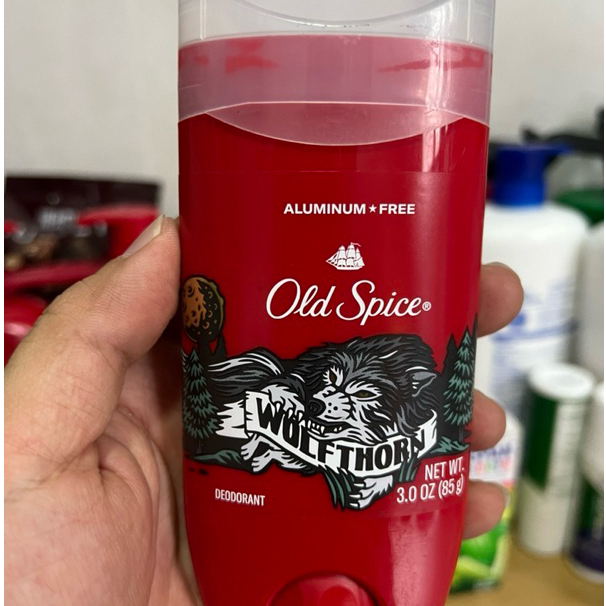 ALUMINUM★FREE
Old Spice®
WOLFTHORN
NET WT.
3.0 OZ (85 g)
DEODORANT